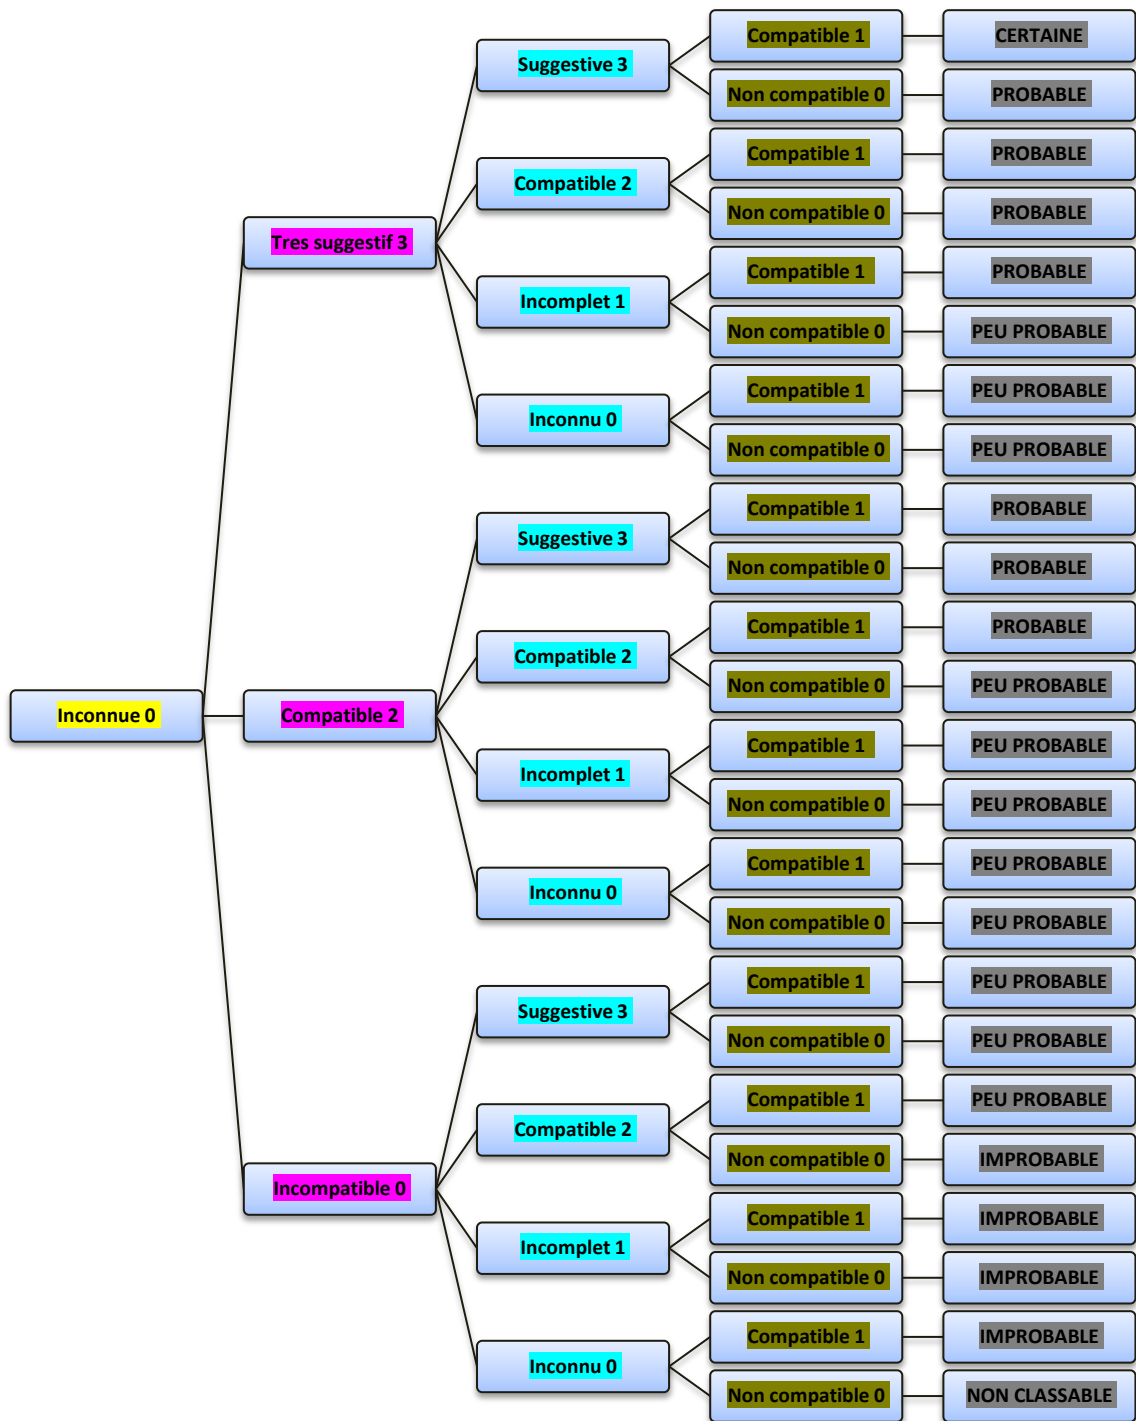 Compatible 1
CERTAINE
Suggestive 3
Non compatible 0
PROBABLE
Compatible 1
PROBABLE
Compatible 2
Non compatible 0
PROBABLE
Tres suggestif 3
Compatible 1
PROBABLE
Incomplet 1
Non compatible 0
PEU PROBABLE
Compatible 1
PEU PROBABLE
Inconnu 0
Non compatible 0
PEU PROBABLE
Compatible 1
PROBABLE
Suggestive 3
Non compatible 0
PROBABLE
Compatible 1
PROBABLE
Compatible 2
Non compatible 0
PEU PROBABLE
Inconnue 0
Compatible 2
Compatible 1
PEU PROBABLE
Incomplet 1
Non compatible 0
PEU PROBABLE
Compatible 1
PEU PROBABLE
Inconnu 0
Non compatible 0
PEU PROBABLE
Compatible 1
PEU PROBABLE
Suggestive 3
Non compatible 0
PEU PROBABLE
Compatible 1
PEU PROBABLE
Compatible 2
Non compatible 0
IMPROBABLE
Incompatible 0
Compatible 1
IMPROBABLE
Incomplet 1
Non compatible 0
IMPROBABLE
Compatible 1
IMPROBABLE
Inconnu 0
Non compatible 0
NON CLASSABLE